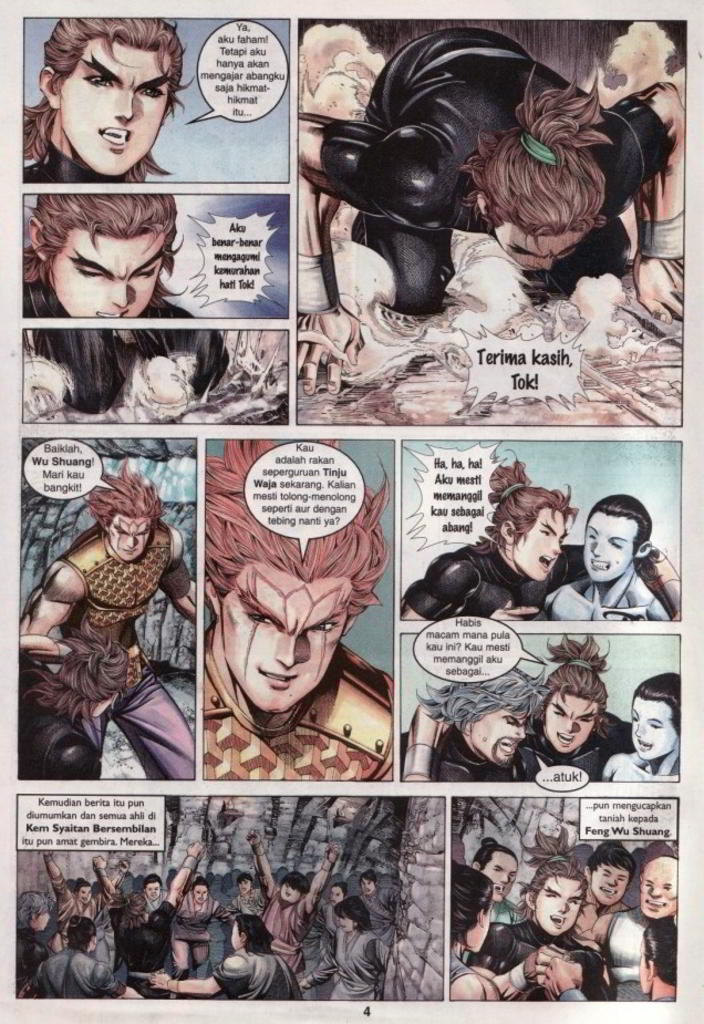 Ya,
aku faham!
Tetapi aku
hanya akan
mengajar abangku
saja hikmat-
hikmat
itu...
Aku
benar-benar
mengagumi
kemurahan
hati Tok!
Terima kasih,
Tok!
Baiklah,
Wu Shuang!
Mari kau
bangkit!
Kau
adalah rakan
seperguruan Tinju
Waja sekarang. Kalian
mesti tolong-menolong
seperti aur dengan
tebing nanti ya?
Ha, ha, ha!
Aku mesti
memanggil
kau sebagai
abang!
Habis
macam mana pula
kau ini? Kau mesti
memanggil aku
sebagai...
...atuk!
Kemudian berita itu pun
diumumkan dan semua ahli di
Kem Syaitan Bersembilan
itu pun amat gembira. Mereka...
...pun mengucapkan
taniah kepada
Feng Wu Shuang.
4